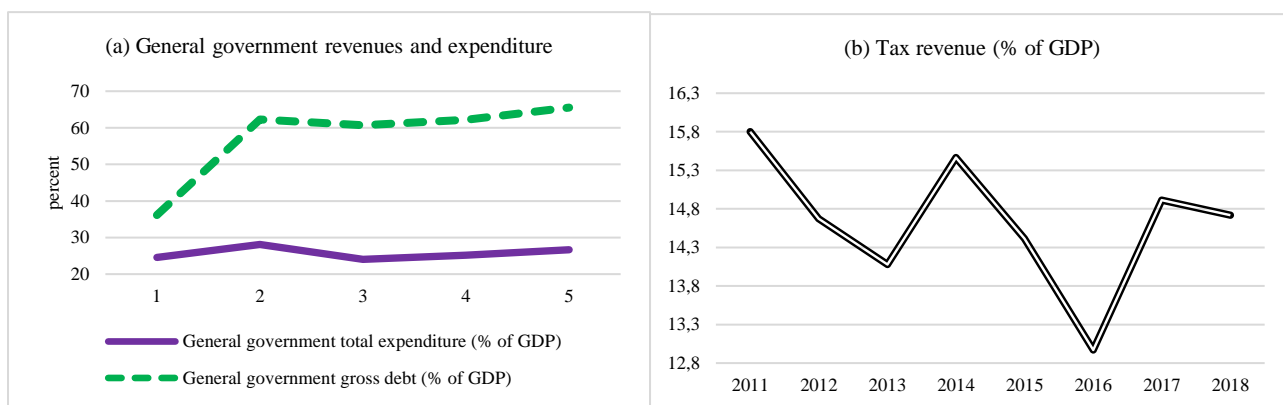 (a) General government revenues and expenditure
70
60
50
40
30
20
percent
1 2 3 4 5
General government total expenditure (% of GDP)
General government gross debt (% of GDP)
(b) Tax revenue (% of GDP)
16,3
15,8
15,3
14,8
14,3
13,8
13,3
12,8
2011 2012 2013 2014 2015 2016 2017 2018